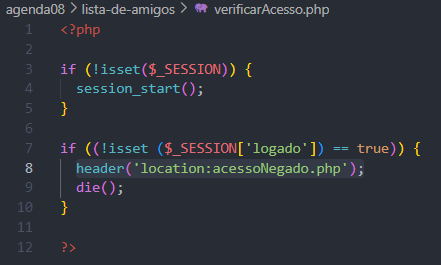 agenda08 > lista-de-amigos > verificarAcesso.php
1 <?php
2
3 if (!isset($_SESSION)) {
4 session_start();
5 }
6
7 if ((!isset ($_SESSION['logado']) == true)) {
8 header('location:acessoNegado.php');
9 die();
10 }
11
12 ?>